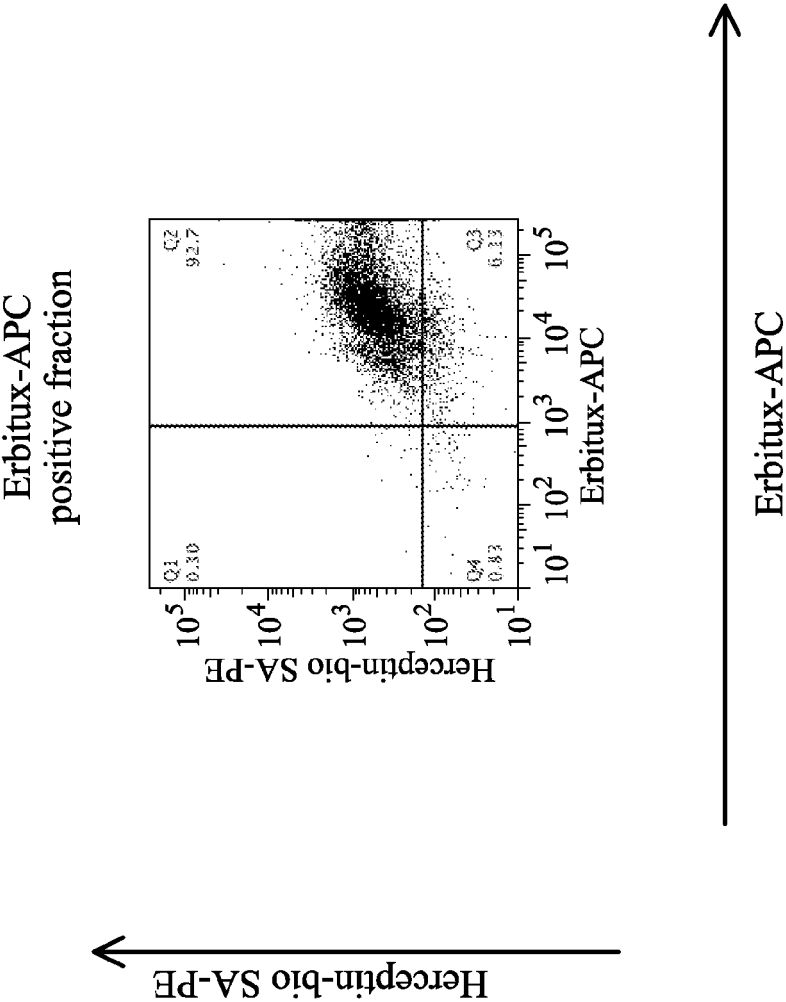 Erbitux-APC
positive fraction
Q1
0.30
Q2
92.7
Q4
0.83
Q3
6.13
10^5
10^4
10^3
10^2
10^1
Herceptin-bio SA-PE
10^1
10^2
10^3
10^4
10^5
Erbitux-APC
Herceptin-bio SA-PE
Erbitux-APC